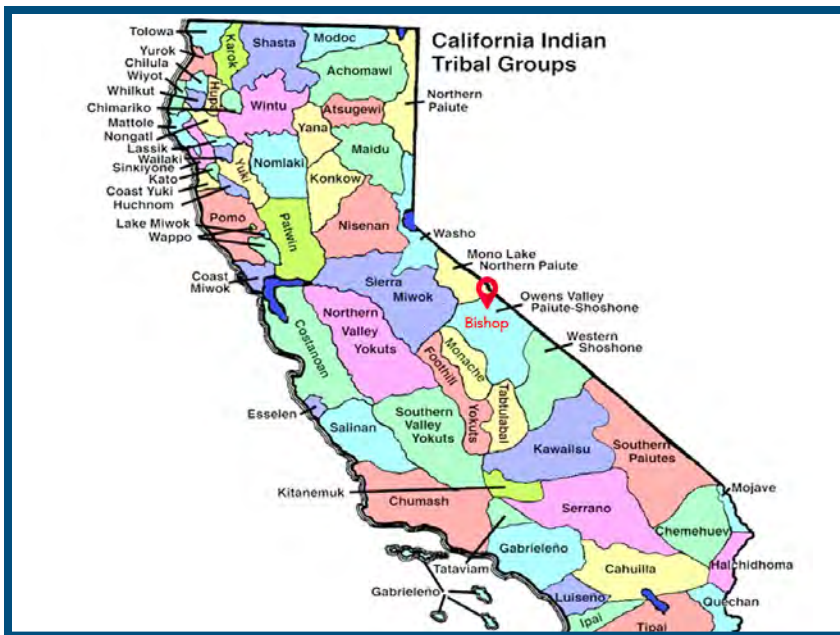 California Indian
Tribal Groups
Tolowa
Yurok
Chilula
Wiyot
Whilkut
Chimariko
Mattole
Nongatl
Lassik
Wailaki
Sinkiyone
Kato
Coast Yuki
Huchnom
Lake Miwok
Wappo
Coast
Miwok
Karok
Shasta
Modoc
Achomawi
Northern
Paiute
Hupa
Wintu
Atsugewi
Yana
Maidu
Yuki
Nomlaki
Konkow
Pomo
Patwin
Nisenan
Washo
Mono Lake
Northern Paiute
Sierra
Miwok
Bishop
Owens Valley
Paiute-Shoshone
Western
Shoshone
Costanoan
Northern
Valley
Yokuts
Foothill
Yokuts
Monache
Tabtulabal
Esselen
Salinan
Southern
Valley
Yokuts
Kawaiisu
Southern
Paiutes
Kitanemuk
Chumash
Serrano
Mojave
Chemehuevi
Tataviam
Gabrieleño
Gabrieleño
Cahuilla
Halchidhoma
Luiseño
Quechan
Ipai
Tipai